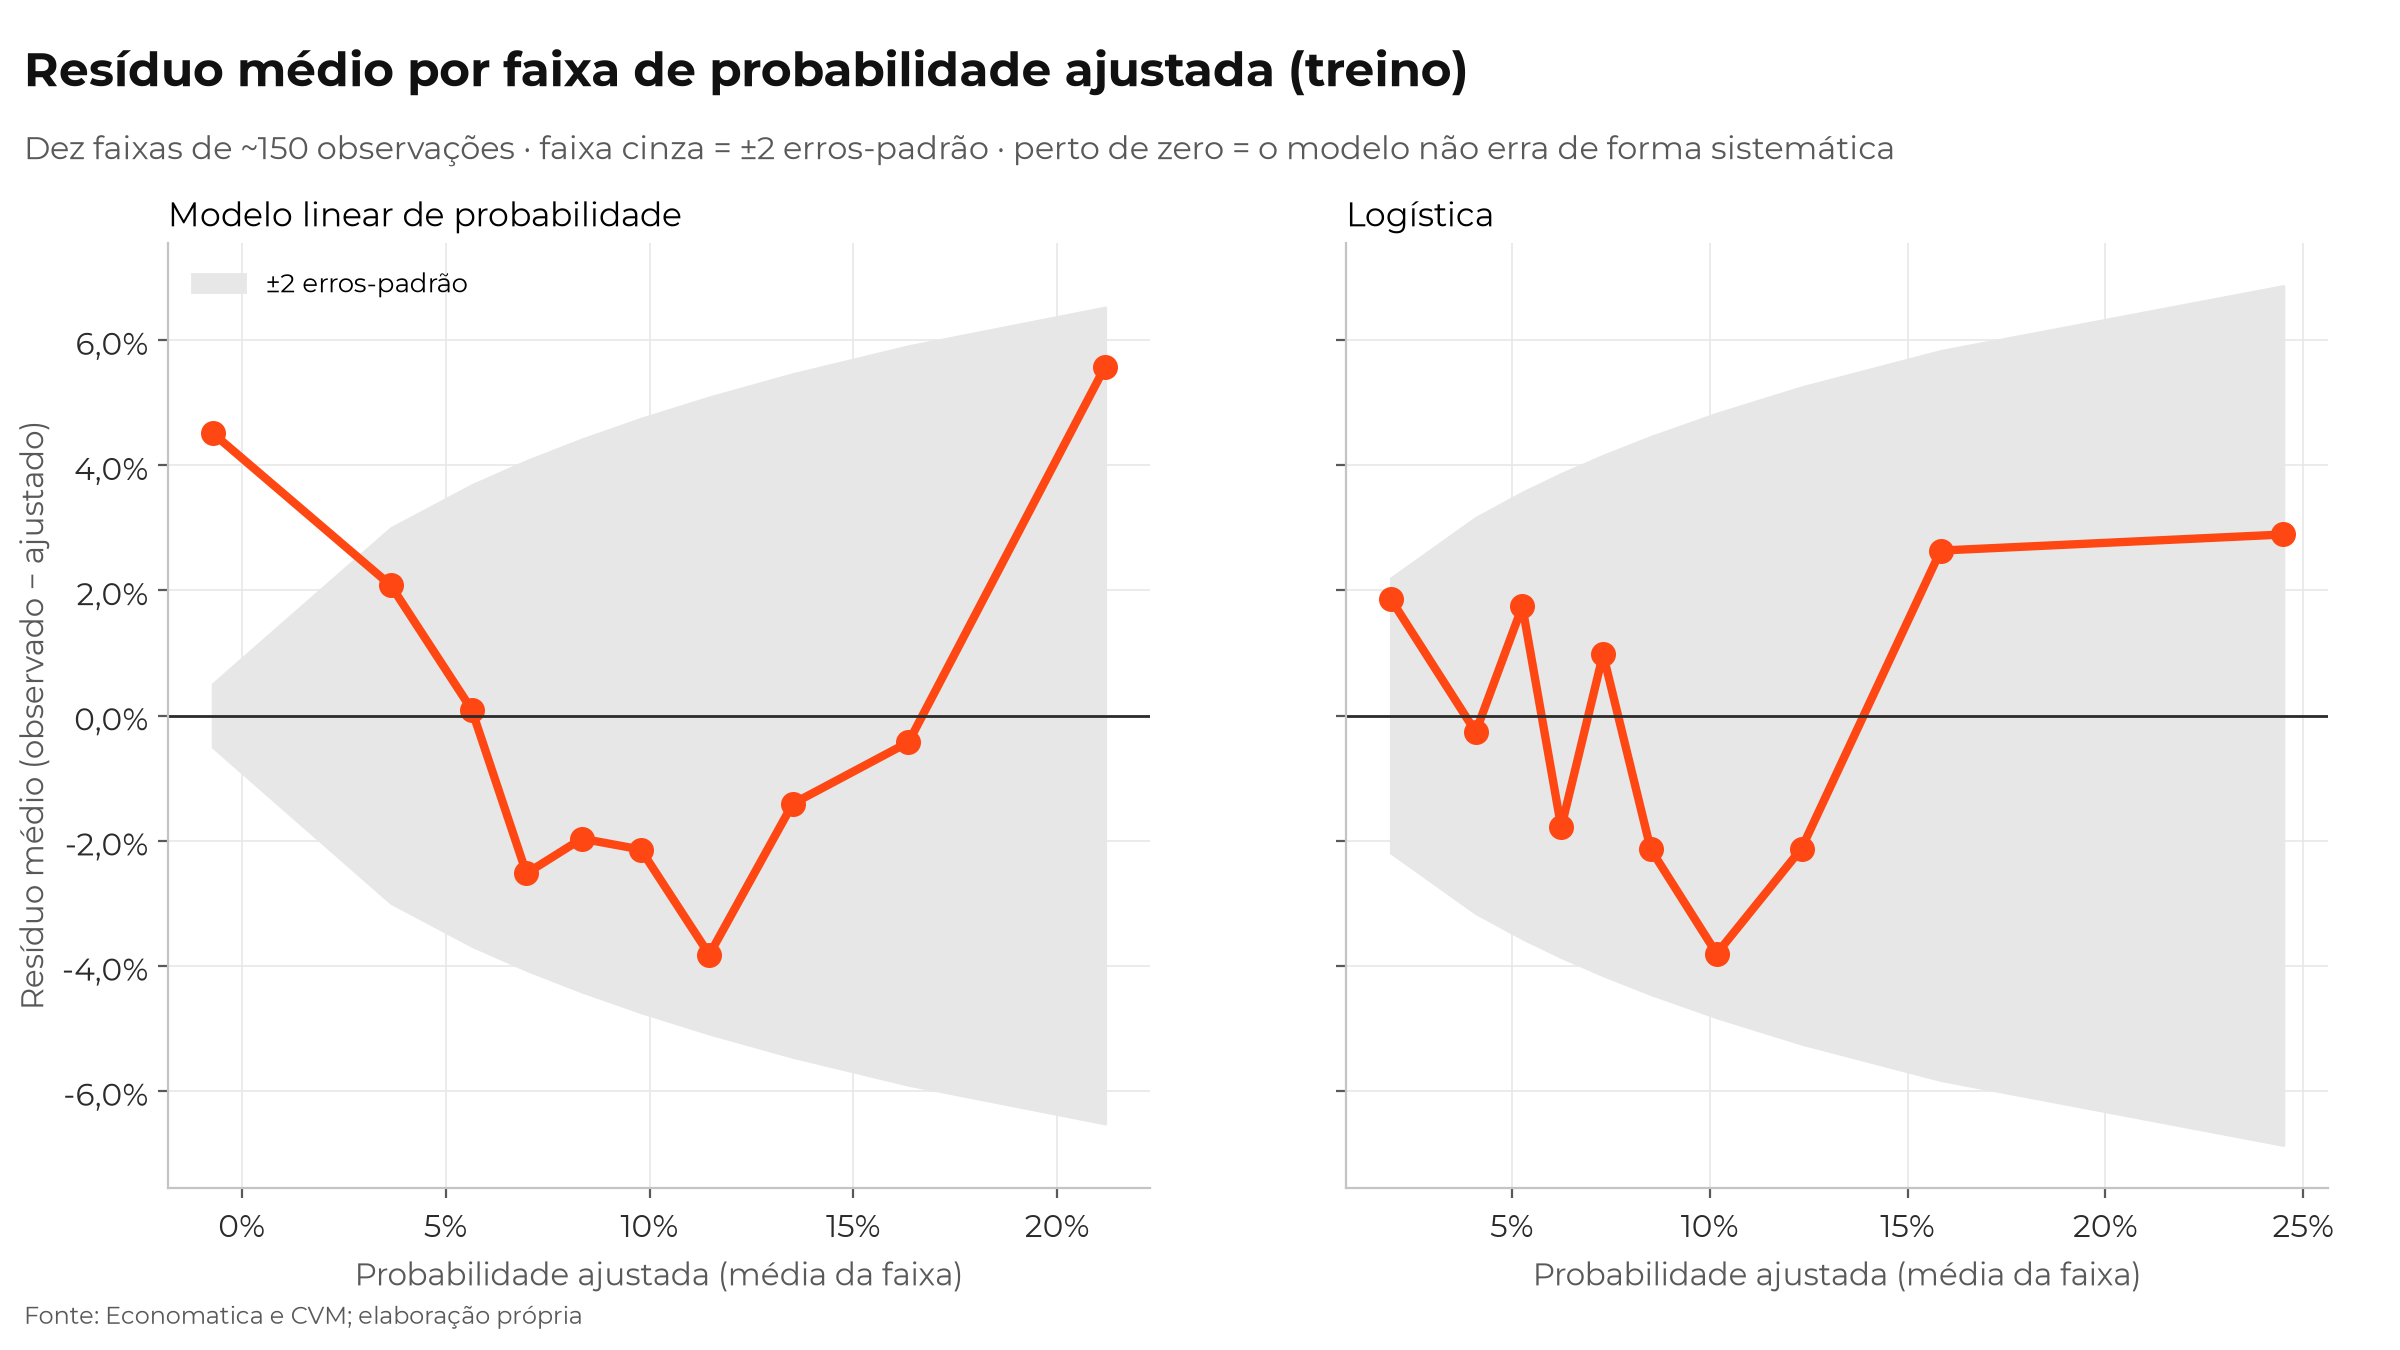 Resíduo médio por faixa de probabilidade ajustada (treino)
Dez faixas de ~150 observações · faixa cinza = ±2 erros-padrão · perto de zero = o modelo não erra de forma sistemática
Modelo linear de probabilidade
±2 erros-padrão
Resíduo médio (observado – ajustado)
6,0%
4,0%
2,0%
0,0%
-2,0%
-4,0%
-6,0%
0% 5% 10% 15% 20%
Probabilidade ajustada (média da faixa)
Logística
5% 10% 15% 20% 25%
Probabilidade ajustada (média da faixa)
Fonte: Economatica e CVM; elaboração própria